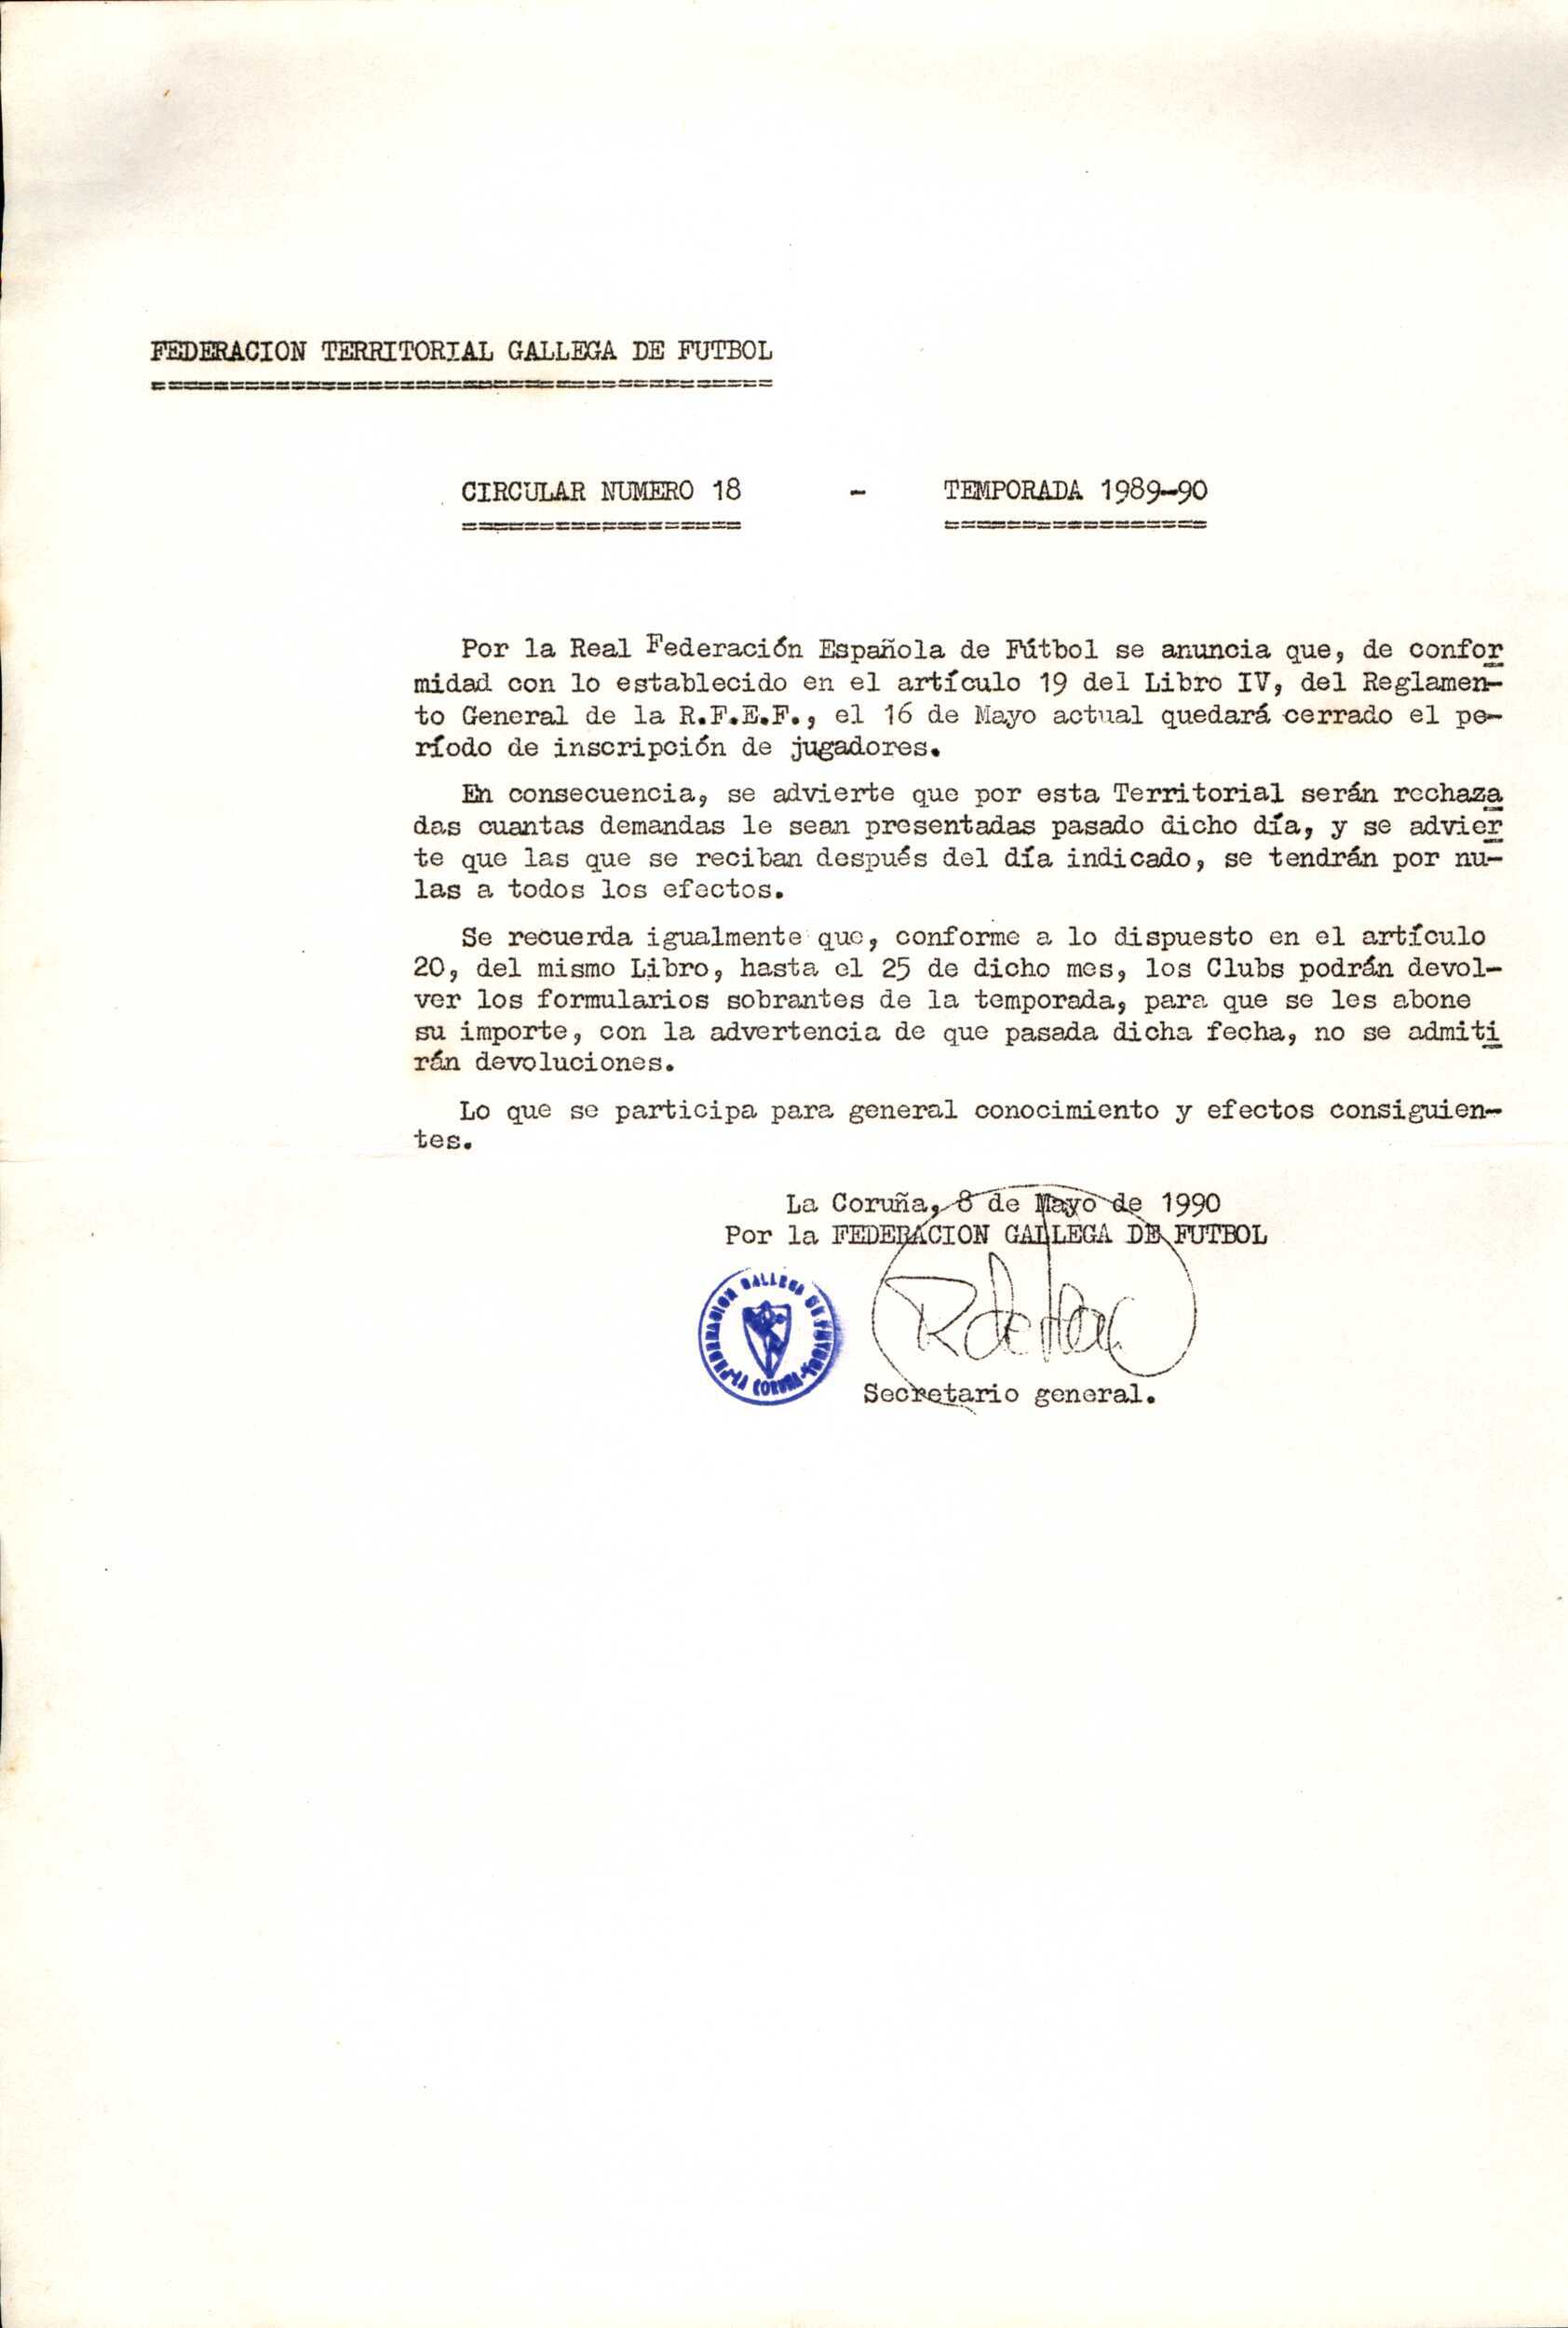 FEDERACION TERRITORIAL GALLEGA DE FUTBOL
========================================
CIRCULAR NUMERO 18 - TEMPORADA 1989-90
================== =================
Por la Real Federación Española de Fútbol se anuncia que, de confor
midad con lo establecido en el artículo 19 del Libro IV, del Reglamen-
to General de la R.F.E.F., el 16 de Mayo actual quedará cerrado el pe-
ríodo de inscripción de jugadores.
En consecuencia, se advierte que por esta Territorial serán rechaza
das cuantas demandas le sean presentadas pasado dicho día, y se advier
te que las que se reciban después del día indicado, se tendrán por nu-
las a todos los efectos.
Se recuerda igualmente que, conforme a lo dispuesto en el artículo
20, del mismo Libro, hasta el 25 de dicho mes, los Clubs podrán devol-
ver los formularios sobrantes de la temporada, para que se les abone
su importe, con la advertencia de que pasada dicha fecha, no se admiti
rán devoluciones.
Lo que se participa para general conocimiento y efectos consiguien-
tes.
La Coruña, 8 de Mayo de 1990
Por la FEDERACION GALLEGA DE FUTBOL
FEDERACION GALLEGA DE FUTBOL
LA CORUÑA
Secretario general.